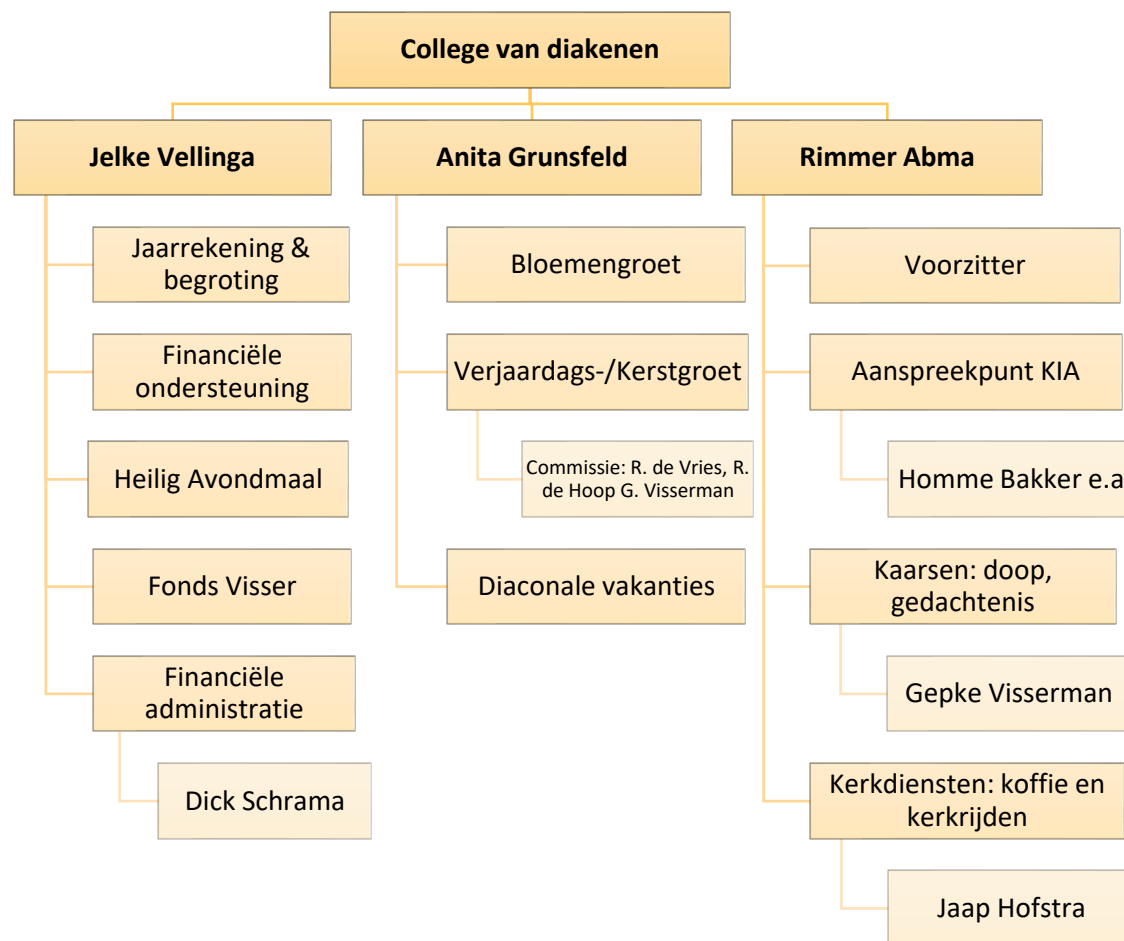 College van diakenen
Jelke Vellinga
Jaarrekening &
begroting
Financiële
ondersteuning
Heilig Avondmaal
Fonds Visser
Financiële
administratie
Dick Schrama
Anita Grunsfeld
Bloemengroet
Verjaardags-/Kerstgroet
Commissie: R. de Vries, R.
de Hoop G. Visserman
Diaconale vakanties
Rimmer Abma
Voorzitter
Aanspreekpunt KIA
Homme Bakker e.a
Kaarsen: doop,
gedachtenis
Gepke Visserman
Kerkdiensten: koffie en
kerkrijden
Jaap Hofstra